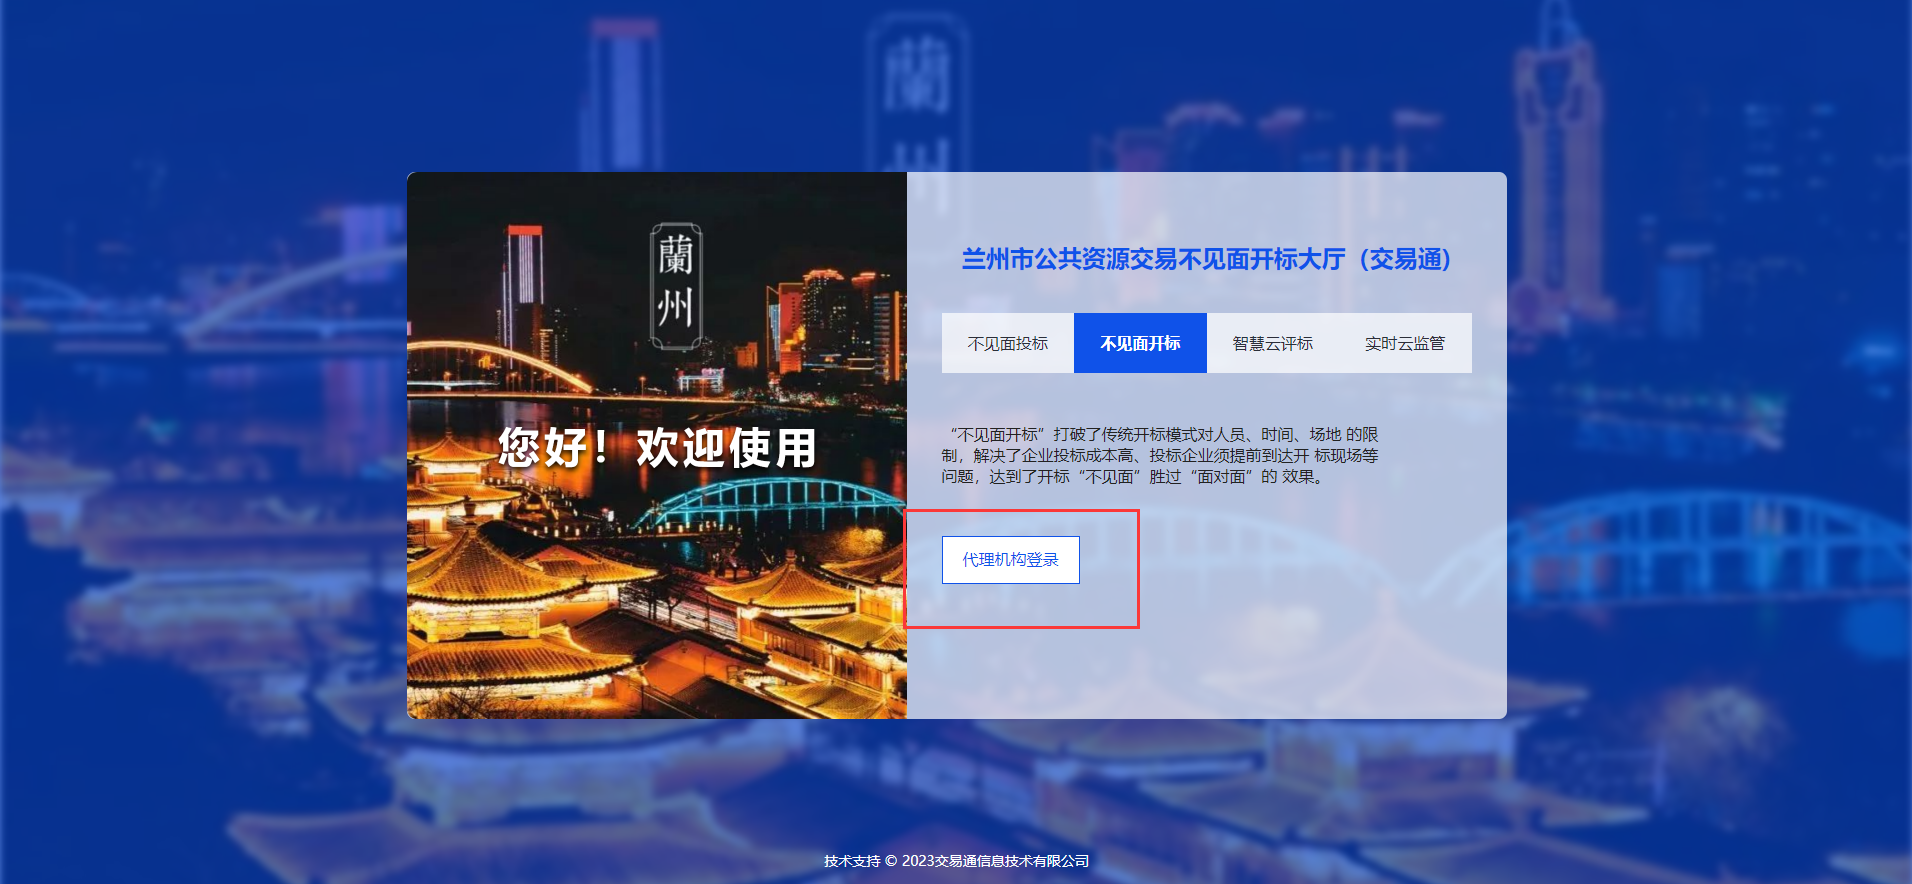 蘭
州
蘭
州
兰州市公共资源交易不见面开标大厅（交易通）
不见面投标 不见面开标 智慧云评标 实时云监管
您好！欢迎使用
“不见面开标”打破了传统开标模式对人员、时间、场地 的限
制，解决了企业投标成本高、投标企业须提前到达开 标现场等
问题，达到了开标“不见面”胜过“面对面”的 效果。
代理机构登录
技术支持 © 2023交易通信息技术有限公司